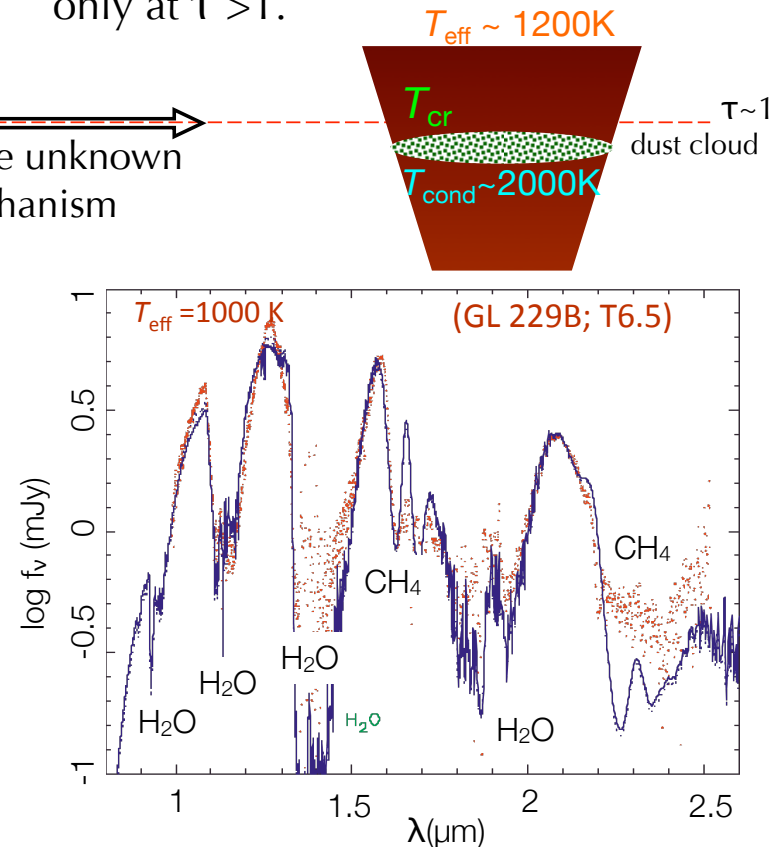 only at τ >1.
T_eff ~ 1200K
T_cr
τ~1
dust cloud
e unknown
T_cond~2000K
hanism
T_eff =1000 K
(GL 229B; T6.5)
log f_ν (mJy)
1
0.5
0
-0.5
-1
CH₄
CH₄
H₂O
H₂O
H₂O
H₂O
H₂O
1
1.5
2
2.5
λ(μm)